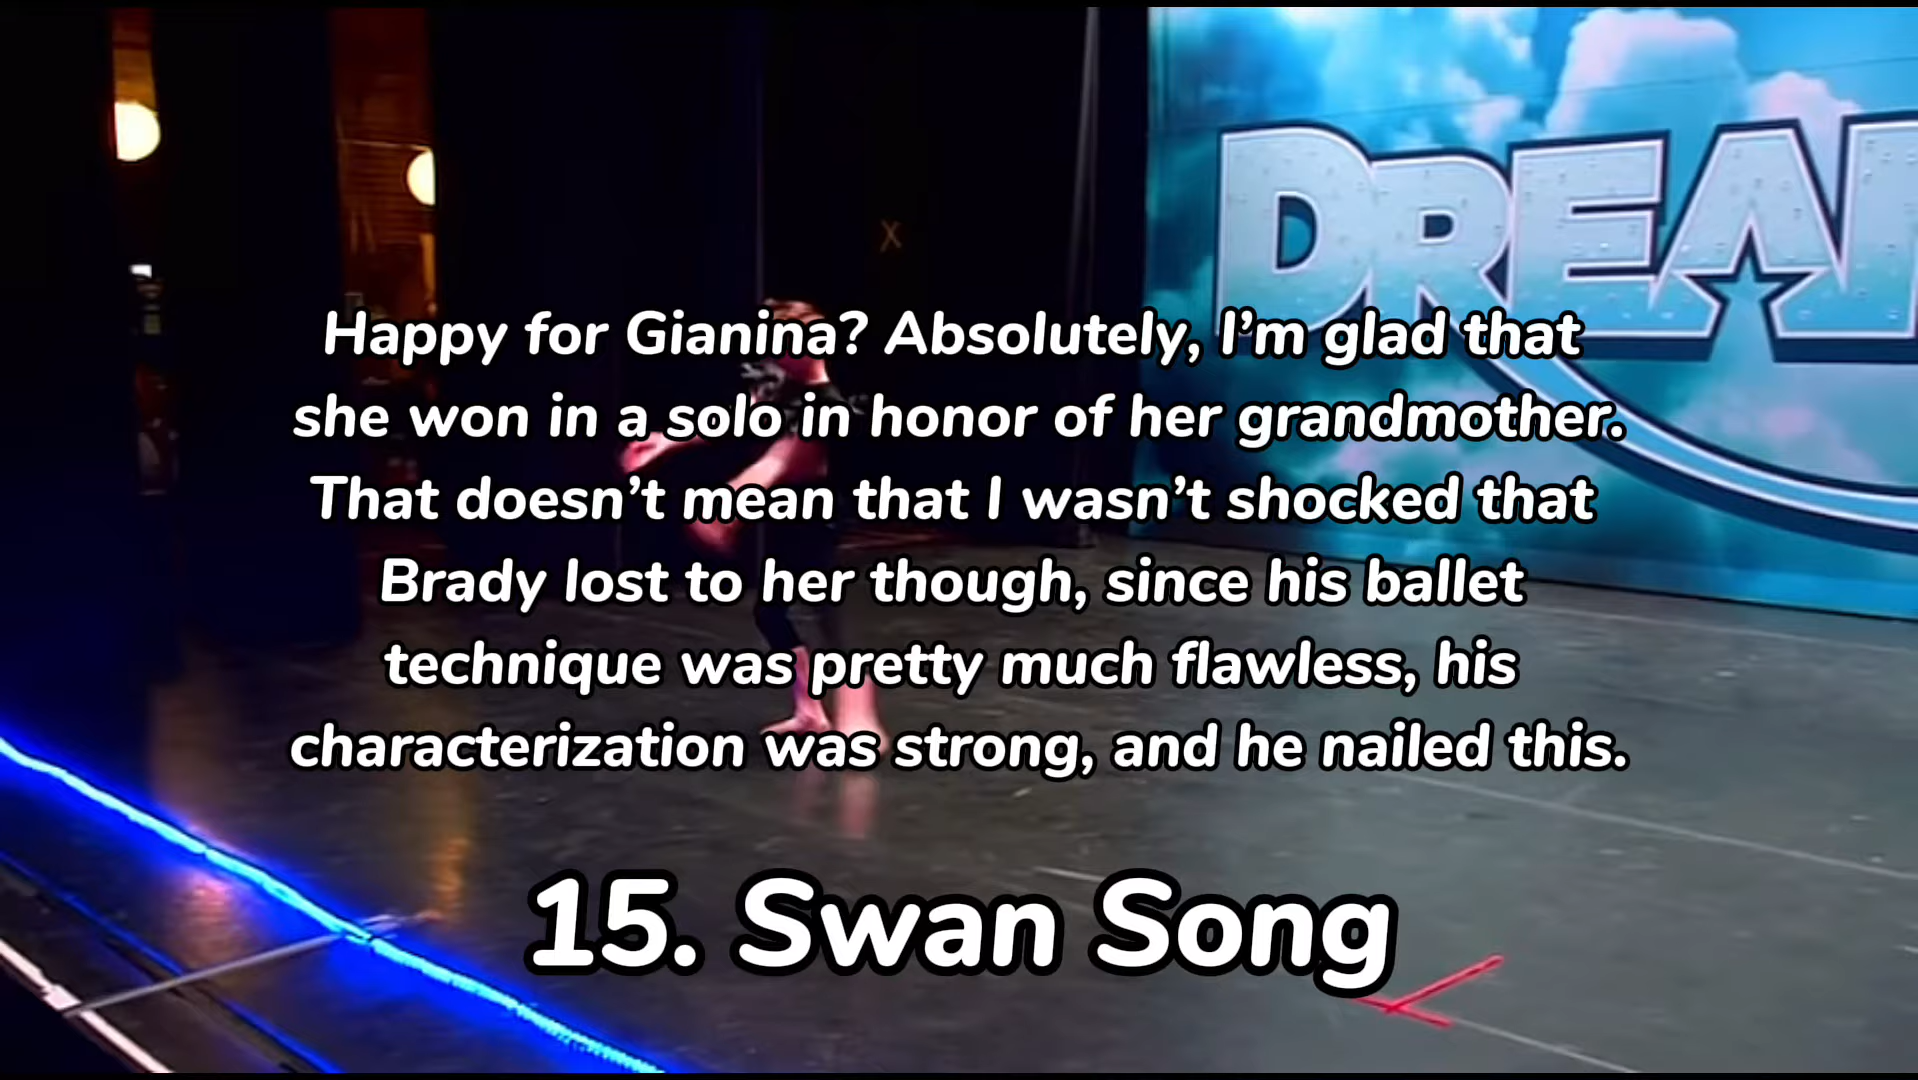 DREA
Happy for Gianina? Absolutely, I’m glad that
she won in a solo in honor of her grandmother.
That doesn’t mean that I wasn’t shocked that
Brady lost to her though, since his ballet
technique was pretty much flawless, his
characterization was strong, and he nailed this.
15. Swan Song